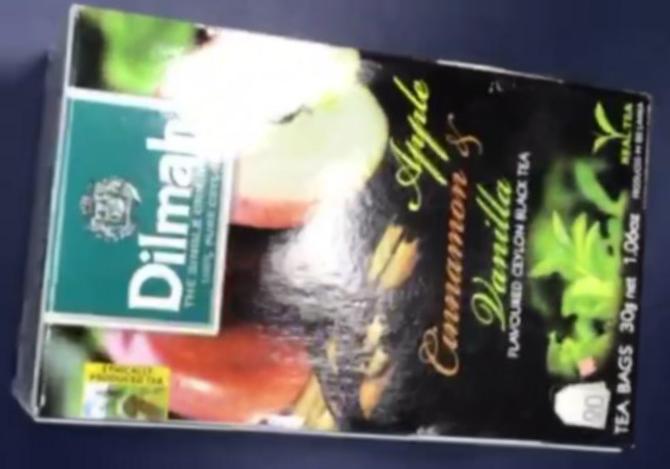 Dilmah
THE SINGLE ORIGIN
100% PURE CEYLON
Apple
Cinnamon &
Vanilla
FLAVOURED CEYLON BLACK TEA
REAL TEA
PRODUCED IN SRI LANKA
20
TEA BAGS 30g net 1.06oz
ETHICALLY
PRODUCED TEA